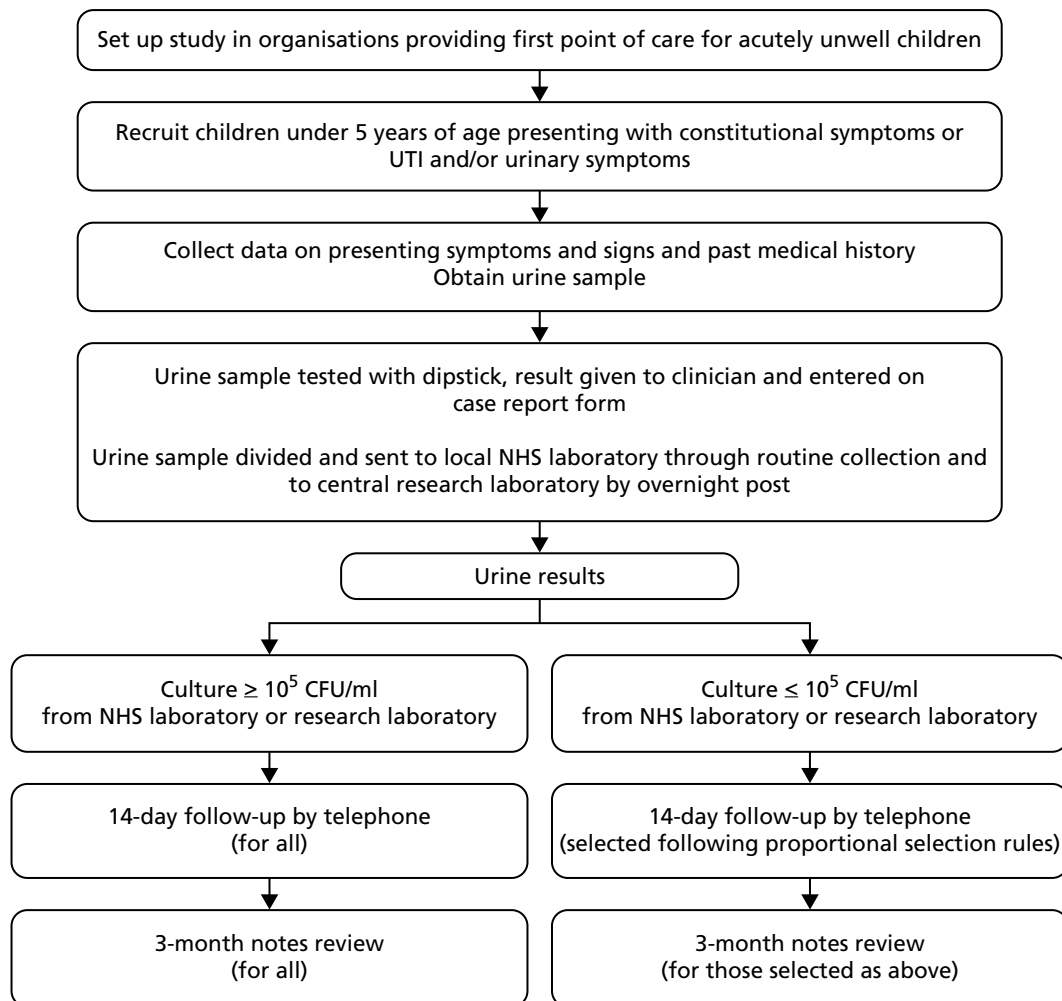 Set up study in organisations providing first point of care for acutely unwell children
Recruit children under 5 years of age presenting with constitutional symptoms or
UTI and/or urinary symptoms
Collect data on presenting symptoms and signs and past medical history
Obtain urine sample
Urine sample tested with dipstick, result given to clinician and entered on
case report form
Urine sample divided and sent to local NHS laboratory through routine collection and
to central research laboratory by overnight post
Urine results
Culture ≥ 10⁵ CFU/ml
from NHS laboratory or research laboratory
14-day follow-up by telephone
(for all)
3-month notes review
(for all)
Culture ≤ 10⁵ CFU/ml
from NHS laboratory or research laboratory
14-day follow-up by telephone
(selected following proportional selection rules)
3-month notes review
(for those selected as above)